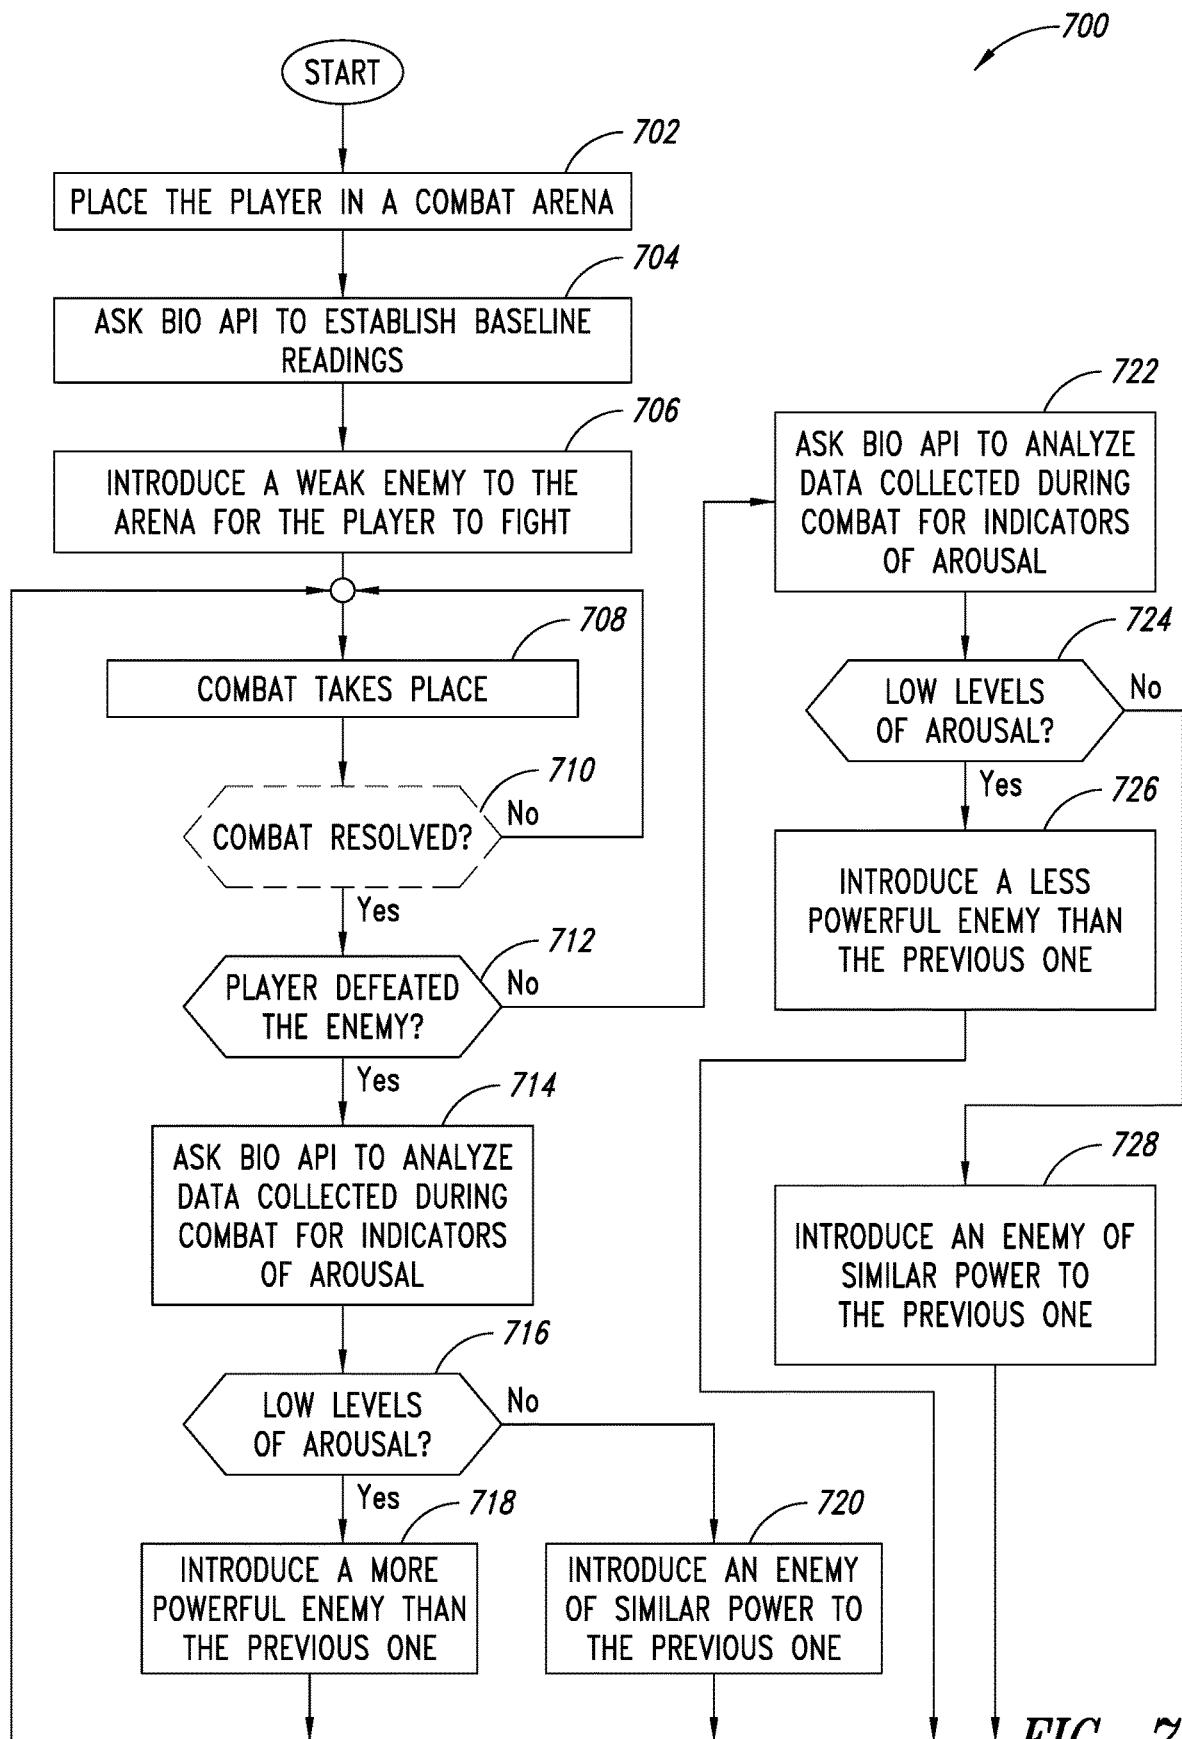 700
START
702
PLACE THE PLAYER IN A COMBAT ARENA
704
ASK BIO API TO ESTABLISH BASELINE
READINGS
706
INTRODUCE A WEAK ENEMY TO THE
ARENA FOR THE PLAYER TO FIGHT
708
COMBAT TAKES PLACE
710
COMBAT RESOLVED?
No
Yes
712
PLAYER DEFEATED
THE ENEMY?
No
Yes
714
ASK BIO API TO ANALYZE
DATA COLLECTED DURING
COMBAT FOR INDICATORS
OF AROUSAL
716
LOW LEVELS
OF AROUSAL?
No
Yes
718
INTRODUCE A MORE
POWERFUL ENEMY THAN
THE PREVIOUS ONE
720
INTRODUCE AN ENEMY
OF SIMILAR POWER TO
THE PREVIOUS ONE
722
ASK BIO API TO ANALYZE
DATA COLLECTED DURING
COMBAT FOR INDICATORS
OF AROUSAL
724
LOW LEVELS
OF AROUSAL?
No
Yes
726
INTRODUCE A LESS
POWERFUL ENEMY THAN
THE PREVIOUS ONE
728
INTRODUCE AN ENEMY OF
SIMILAR POWER TO
THE PREVIOUS ONE
FIG. 7